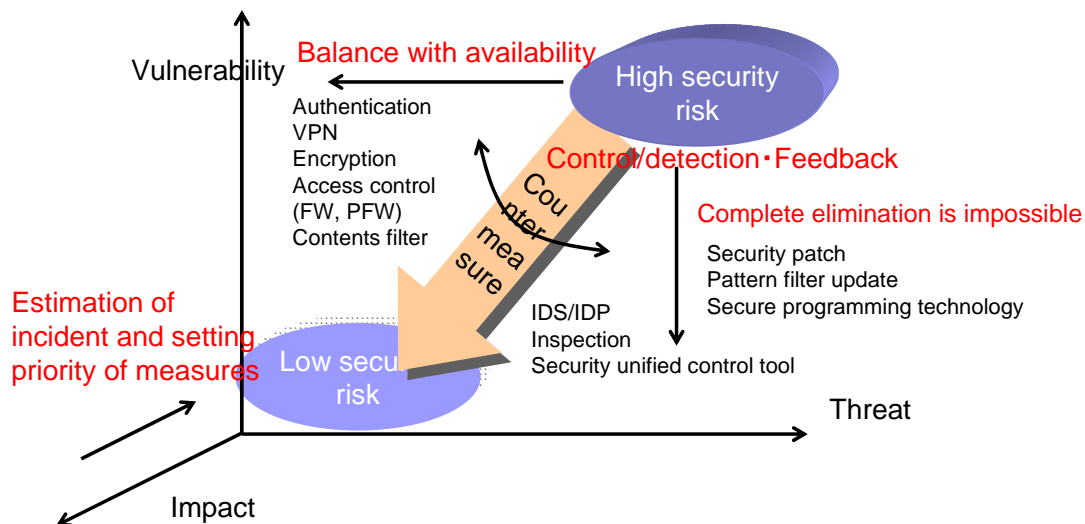 Balance with availability
Vulnerability
High security
risk
Authentication
VPN
Encryption
Access control
(FW, PFW)
Contents filter
Control/detection・Feedback
Cou
nter
mea
sure
Complete elimination is impossible
Security patch
Pattern filter update
Secure programming technology
Estimation of
incident and setting
priority of measures
IDS/IDP
Inspection
Security unified control tool
Low secu
risk
Threat
Impact